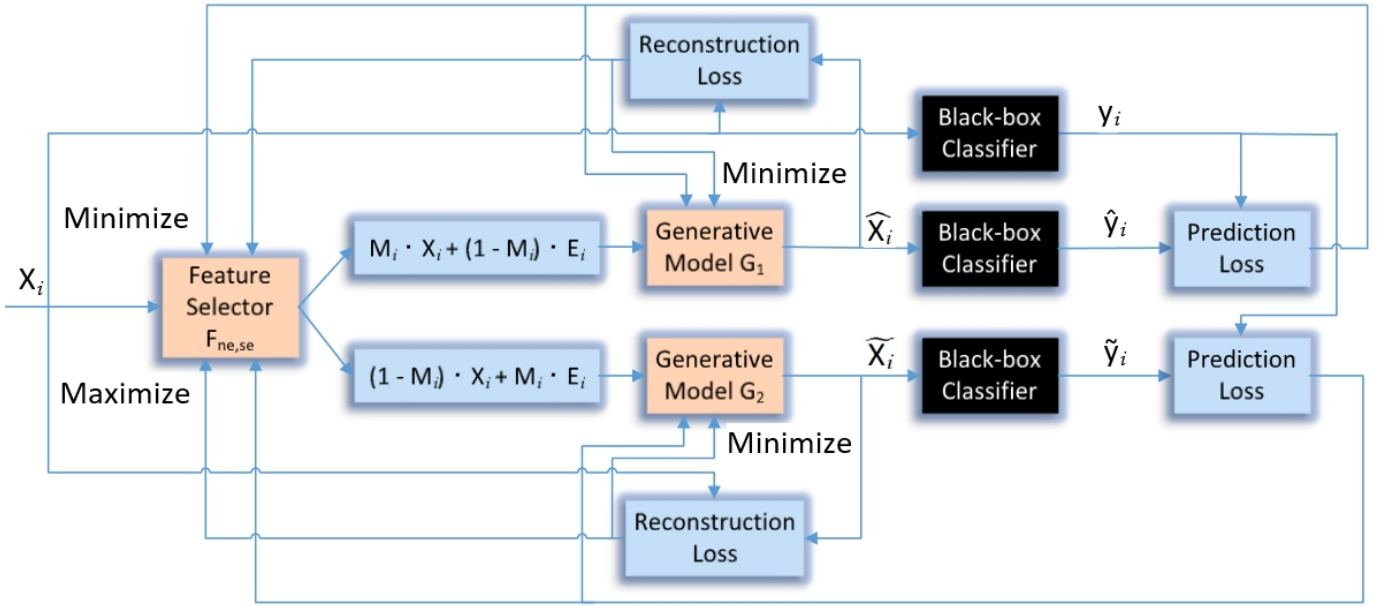 Reconstruction
Loss
Black-box
Classifier
yᵢ
Minimize
Minimize
Mᵢ · Xᵢ + (1 - Mᵢ) · Eᵢ
Generative
Model G₁
X̂ᵢ
Black-box
Classifier
ŷᵢ
Prediction
Loss
Xᵢ
Feature
Selector
Fₙₑ,ₛₑ
Maximize
(1 - Mᵢ) · Xᵢ + Mᵢ · Eᵢ
Generative
Model G₂
X̃ᵢ
Black-box
Classifier
ỹᵢ
Prediction
Loss
Minimize
Reconstruction
Loss